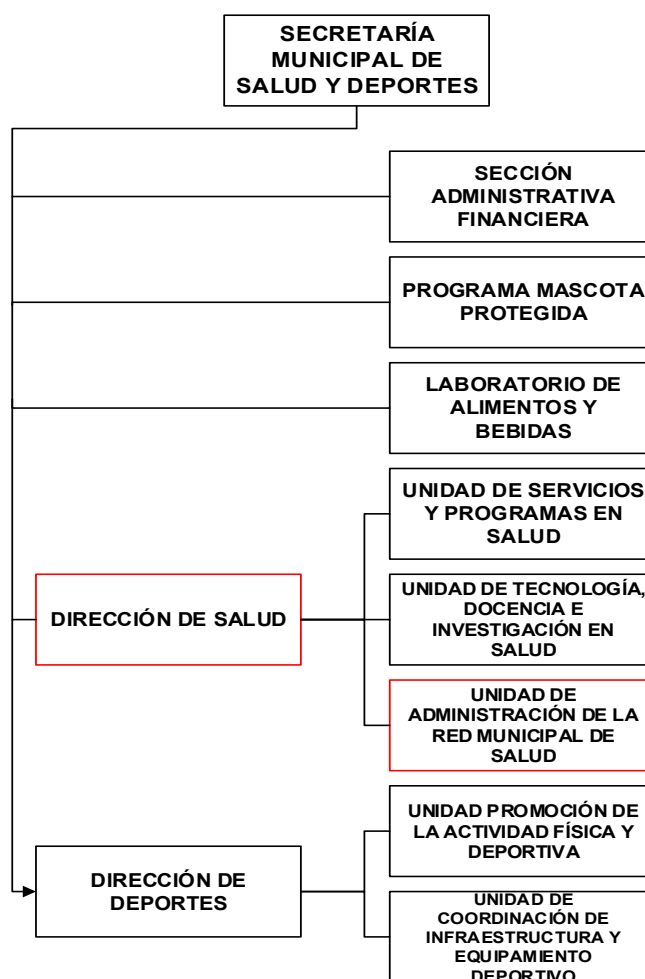 SECRETARÍA
MUNICIPAL DE
SALUD Y DEPORTES
SECCIÓN
ADMINISTRATIVA
FINANCIERA
PROGRAMA MASCOTA
PROTEGIDA
LABORATORIO DE
ALIMENTOS Y
BEBIDAS
UNIDAD DE SERVICIOS
Y PROGRAMAS EN
SALUD
DIRECCIÓN DE SALUD
UNIDAD DE TECNOLOGÍA,
DOCENCIA E
INVESTIGACIÓN EN
SALUD
UNIDAD DE
ADMINISTRACIÓN DE LA
RED MUNICIPAL DE
SALUD
UNIDAD PROMOCIÓN DE
LA ACTIVIDAD FÍSICA Y
DEPORTIVA
DIRECCIÓN DE
DEPORTES
UNIDAD DE
COORDINACIÓN DE
INFRAESTRUCTURA Y
EQUIPAMIENTO
DEPORTIVO